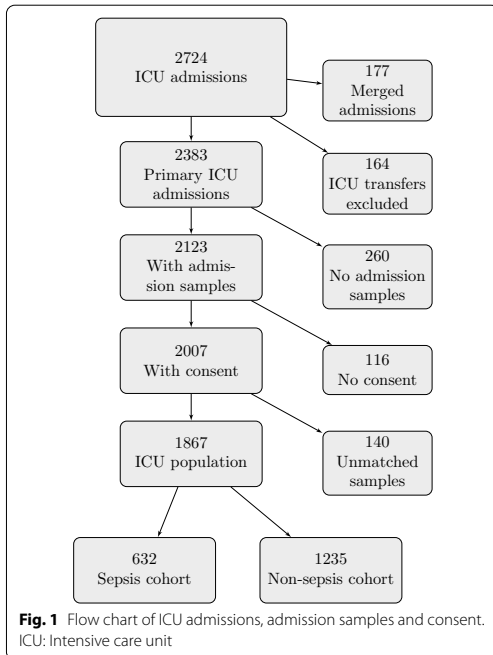 2724
ICU admissions
177
Merged
admissions
2383
Primary ICU
admissions
164
ICU transfers
excluded
2123
With admis-
sion samples
260
No admission
samples
2007
With consent
116
No consent
1867
ICU population
140
Unmatched
samples
632
Sepsis cohort
1235
Non-sepsis cohort
Fig. 1 Flow chart of ICU admissions, admission samples and consent.
ICU: Intensive care unit